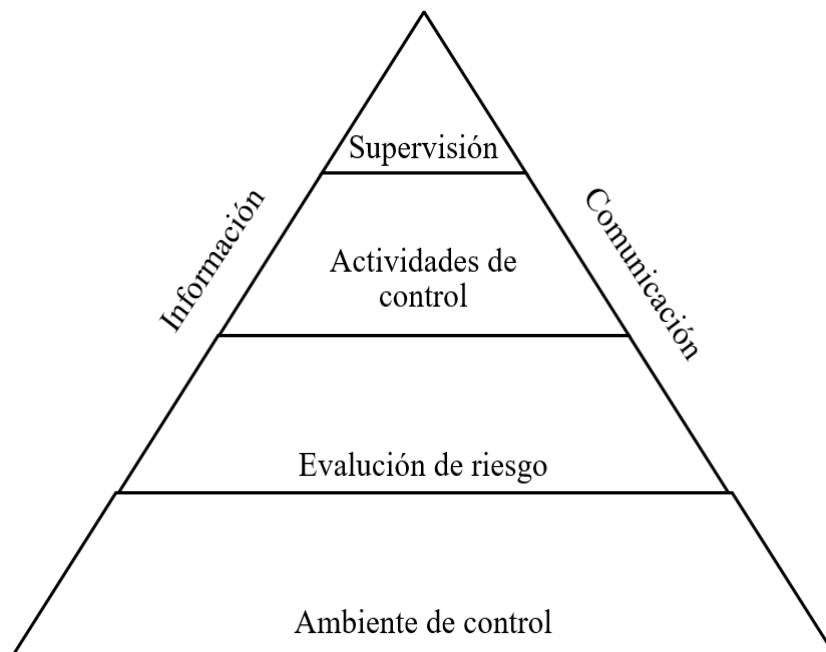 Supervisión
Información
Comunicación
Actividades de
control
Evalución de riesgo
Ambiente de control